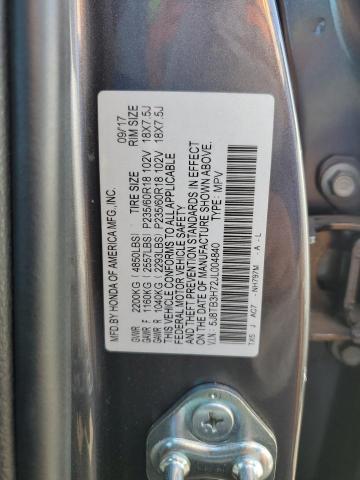 MFD.BY HONDA OF AMERICA MFG.,INC. 09/17
TIRE SIZE RIM SIZE
GVWR 2200KG (4850LBS)
GAWR F 1160KG (2557LBS) P235/60R18 102V 18X7.5J
GAWR R 1040KG (2293LBS) P235/60R18 102V 18X7.5J
THIS VEHICLE CONFORMS TO ALL APPLICABLE
FEDERAL MOTOR VEHICLE SAFETY
AND THEFT PREVENTION STANDARDS IN EFFECT
ON THE DATE OF MANUFACTURE SHOWN ABOVE.
V.I.N.: 5J8TB3H72JL004840 TYPE: MPV
TX5 J AC7 NH797M - A - L